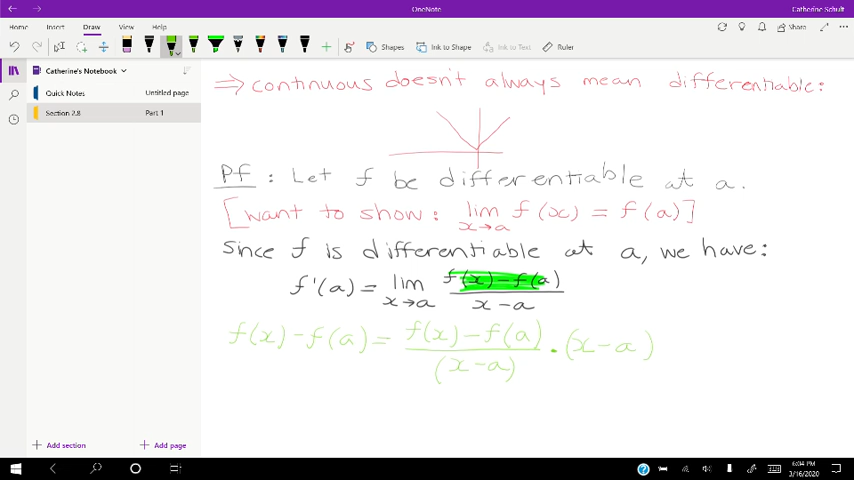 OneNote
Catherine Schult
Home Insert Draw View Help
Share
Shapes Ink to Shape Ink to Text Ruler
Catherine's Notebook
Quick Notes
Untitled page
Section 2.8
Part 1
⇒ continuous doesn't always mean differentiable:
Pf : Let f be differentiable at a.
[want to show: lim x→a f(x) = f(a)]
Since f is differentiable at a, we have:
f'(a) = lim x→a (f(x) - f(a)) / (x - a)
f(x) - f(a) = (f(x) - f(a)) / (x - a) · (x - a)
+ Add section
+ Add page
6:04 PM
3/16/2020